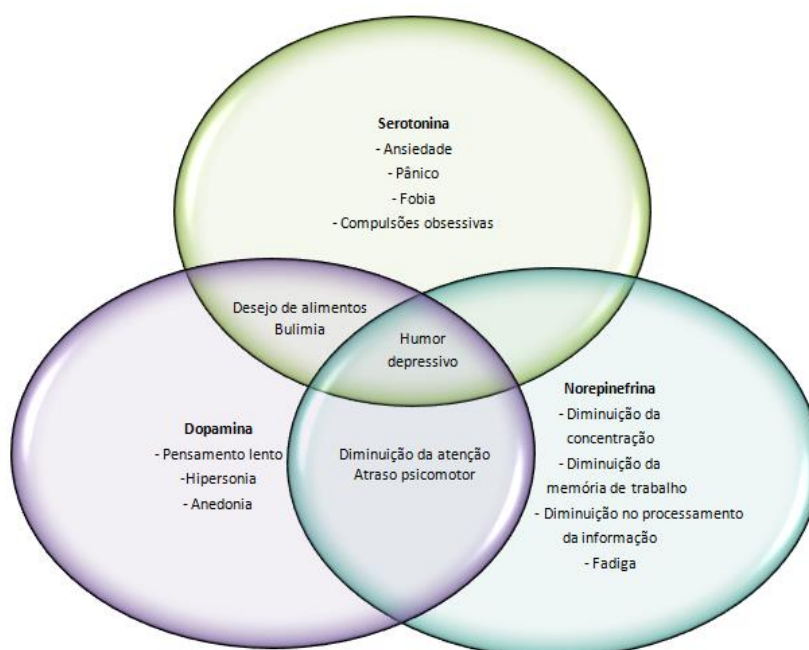 Serotonina
- Ansiedade
- Pânico
- Fobia
- Compulsões obsessivas
Desejo de alimentos
Bulimia
Humor
depressivo
Norepinefrina
- Diminuição da
concentração
- Diminuição da
memória de trabalho
- Diminuição no processamento
da informação
- Fadiga
Dopamina
- Pensamento lento
-Hipersonia
- Anedonia
Diminuição da atenção
Atraso psicomotor